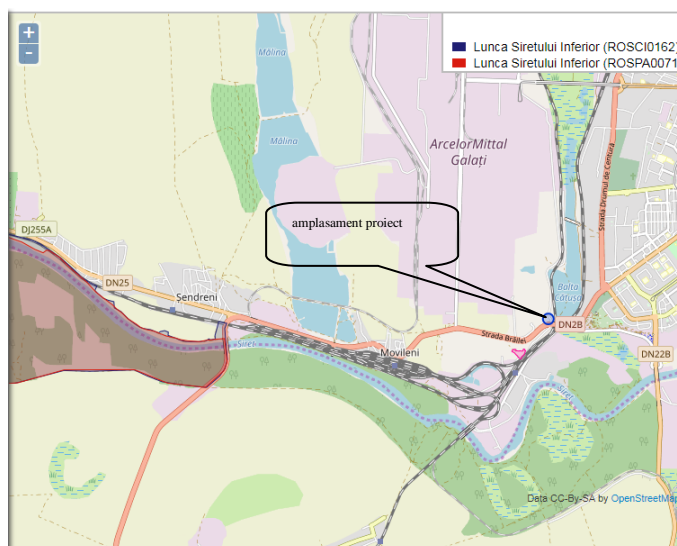 +
−
Lunca Siretului Inferior (ROSCI0162)
Lunca Siretului Inferior (ROSPA0071
Mălina
Mălina
ArcelorMittal
Galați
Strada Drumul de Centură
amplasament proiect
DJ255A
DN25
Șendreni
Balta
Cătușa
DN2B
Strada Brăilei
Siret
Movileni
DN22B
Siret
Data CC-By-SA by OpenStreetMap